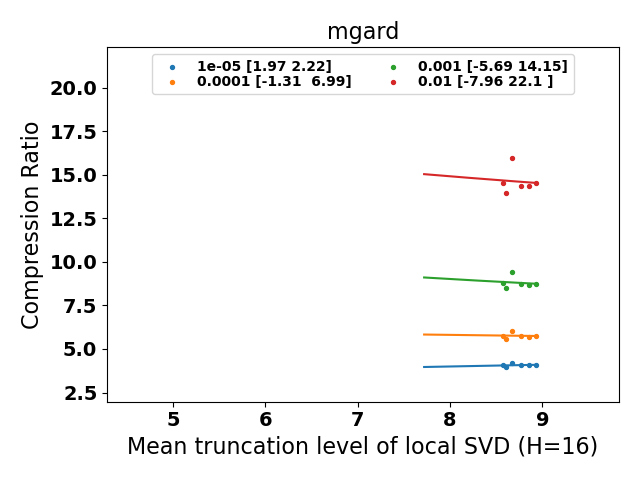 mgard
1e-05 [1.97 2.22]
0.0001 [-1.31  6.99]
0.001 [-5.69 14.15]
0.01 [-7.96 22.1 ]
Compression Ratio
20.0
17.5
15.0
12.5
10.0
7.5
5.0
2.5
5 6 7 8 9
Mean truncation level of local SVD (H=16)